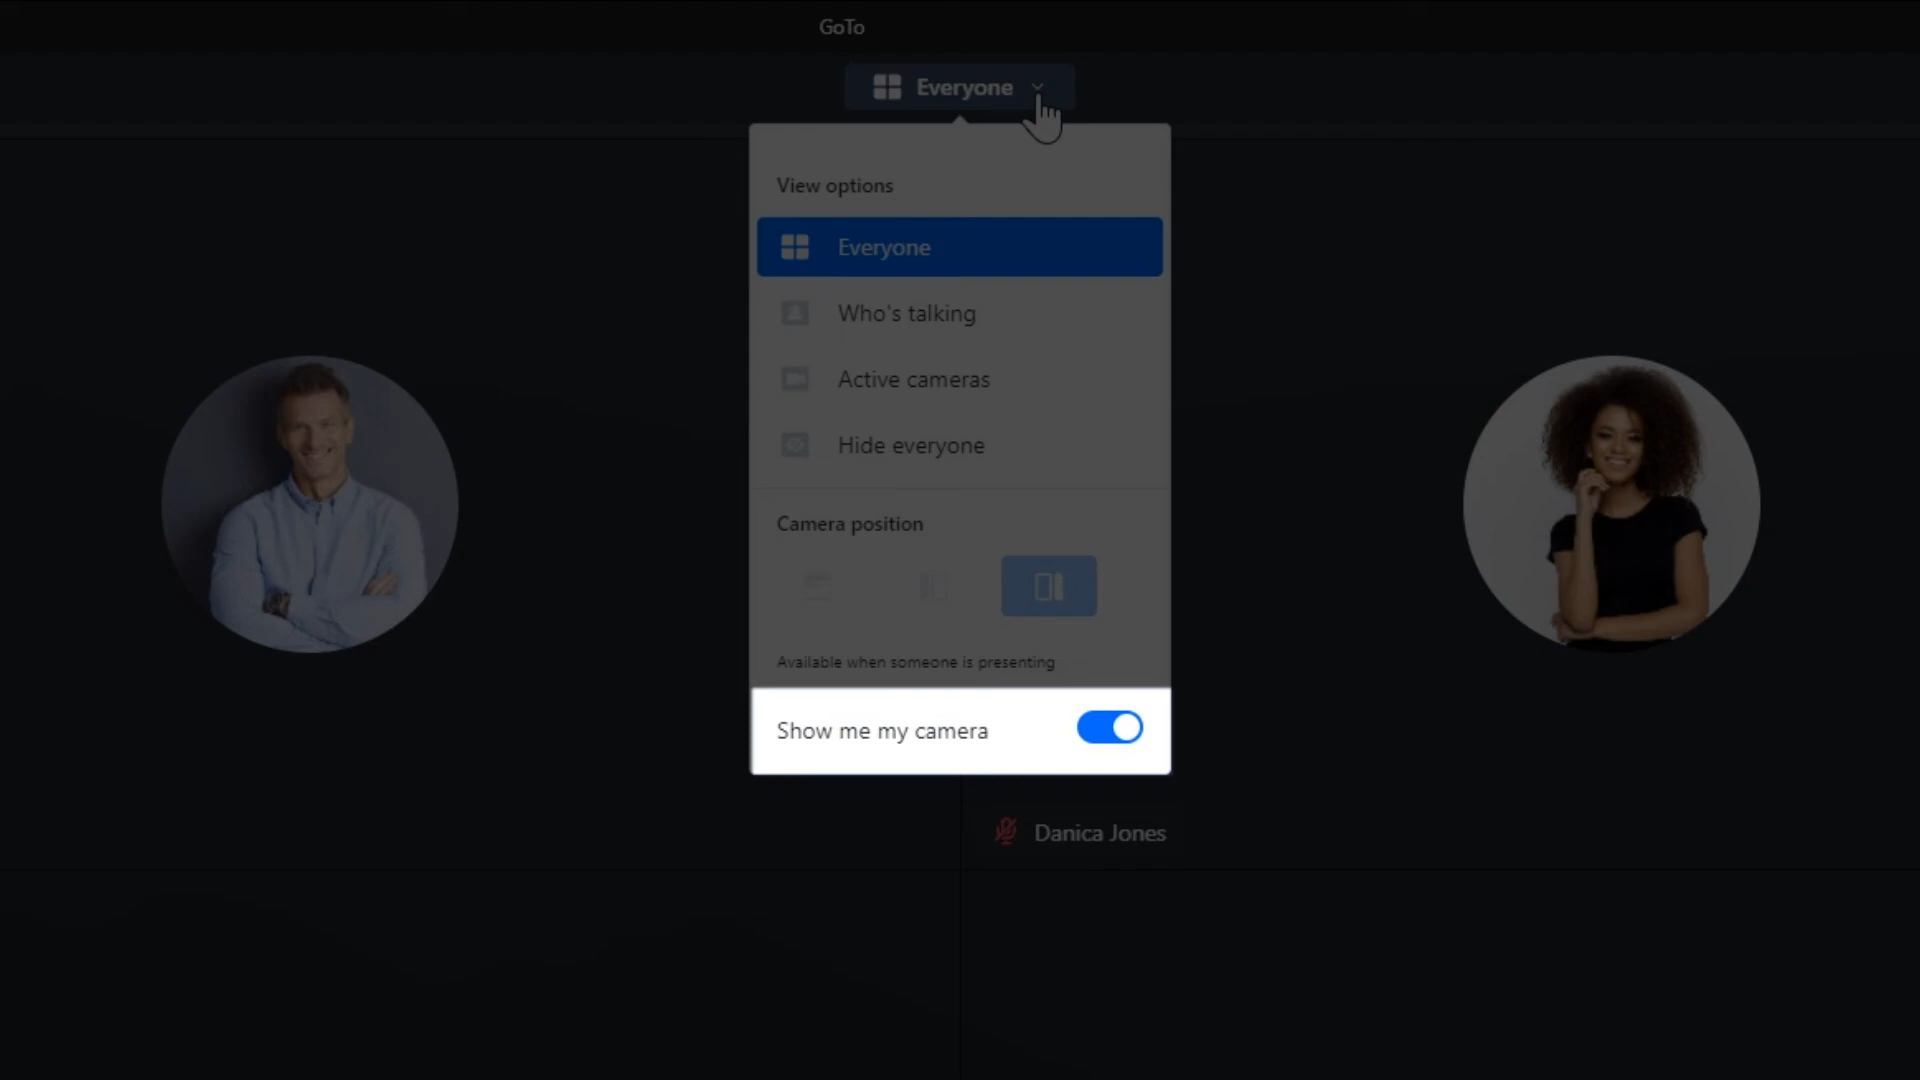 GoTo
Everyone
View options
Everyone
Who's talking
Active cameras
Hide everyone
Camera position
Available when someone is presenting
Show me my camera
Danica Jones